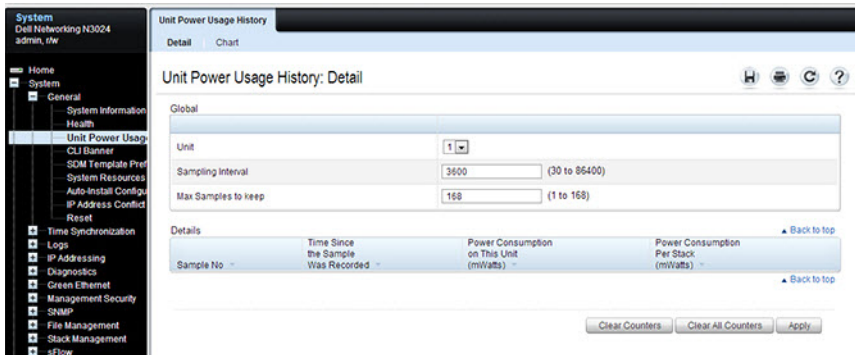 System
Dell Networking N3024
admin, r/w
Home
System
General
System Information
Health
Unit Power Usag
CLI Banner
SDM Template Pref
System Resources
Auto-Install Configu
IP Address Conflict
Reset
Time Synchronization
Logs
IP Addressing
Diagnostics
Green Ethernet
Management Security
SNMP
File Management
Stack Management
sFlow
Unit Power Usage History
Detail
Chart
Unit Power Usage History: Detail
Global
Unit 1
Sampling Interval 3600 (30 to 86400)
Max Samples to keep 168 (1 to 168)
Details
Back to top
Sample No
Time Since
the Sample
Was Recorded
Power Consumption
on This Unit
(mWatts)
Power Consumption
Per Stack
(mWatts)
Back to top
Clear Counters
Clear All Counters
Apply